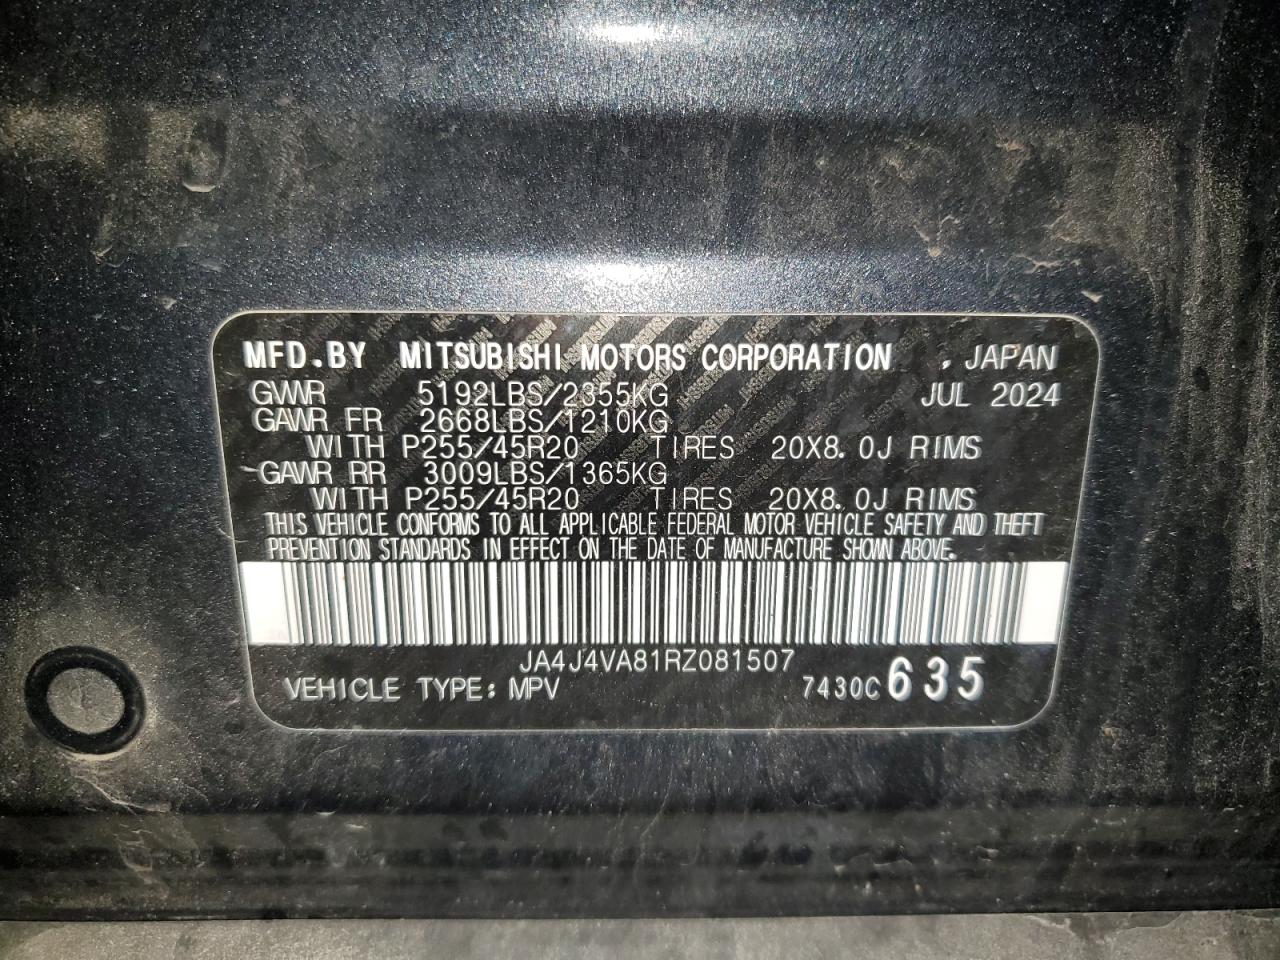 MFD.BY MITSUBISHI MOTORS CORPORATION , JAPAN
GVWR 5192LBS/2355KG JUL 2024
GAWR FR 2668LBS/1210KG
WITH P255/45R20 TIRES 20X8.0J RIMS
GAWR RR 3009LBS/1365KG
WITH P255/45R20 TIRES 20X8.0J RIMS
THIS VEHICLE CONFORMS TO ALL APPLICABLE FEDERAL MOTOR VEHICLE SAFETY AND THEFT
PREVENTION STANDARDS IN EFFECT ON THE DATE OF MANUFACTURE SHOWN ABOVE.
JA4J4VA81RZ081507
VEHICLE TYPE: MPV 7430C 635